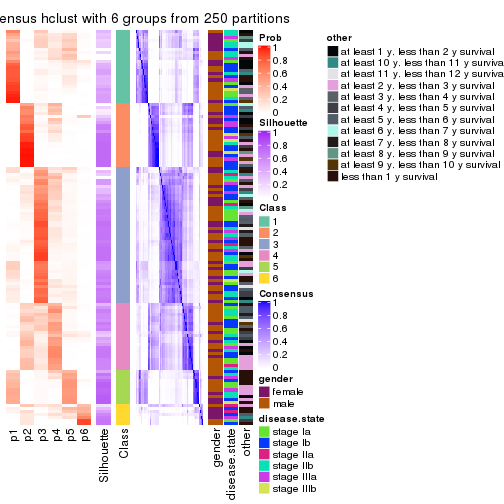 ensus hclust with 6 groups from 250 partitions
Prob
1
0.8
0.6
0.4
0.2
0
Silhouette
1
0.8
0.6
0.4
0.2
0
Class
1
2
3
4
5
6
Consensus
1
0.8
0.6
0.4
0.2
0
gender
female
male
disease.state
stage Ia
stage Ib
stage IIa
stage IIb
stage IIIa
stage IIIb
other
at least 1 y. less than 2 y survival
at least 10 y. less than 11 y survival
at least 11 y. less than 12 y surviva
at least 2 y. less than 3 y survival
at least 3 y. less than 4 y survival
at least 4 y. less than 5 y survival
at least 5 y. less than 6 y survival
at least 6 y. less than 7 y survival
at least 7 y. less than 8 y survival
at least 8 y. less than 9 y survival
at least 9 y. less than 10 y survival
less than 1 y survival
p1
p2
p3
p4
p5
p6
Silhouette
Class
gender
disease.state
other